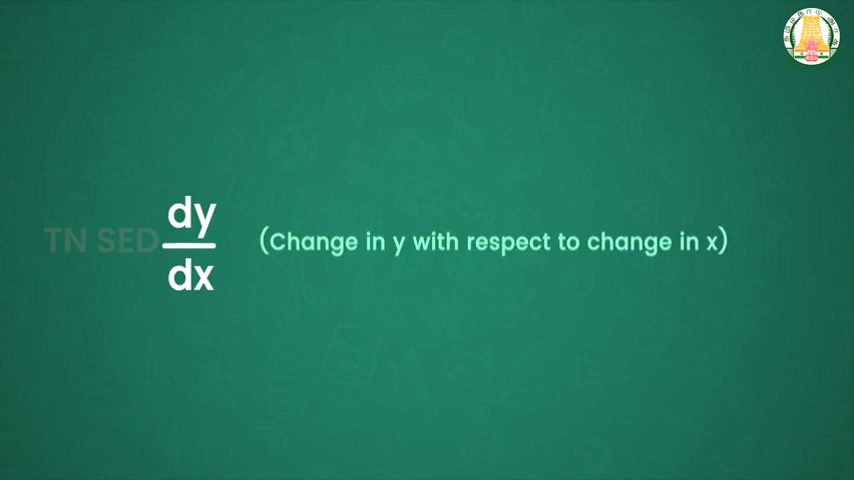 TN SED
dy
dx
(Change in y with respect to change in x)